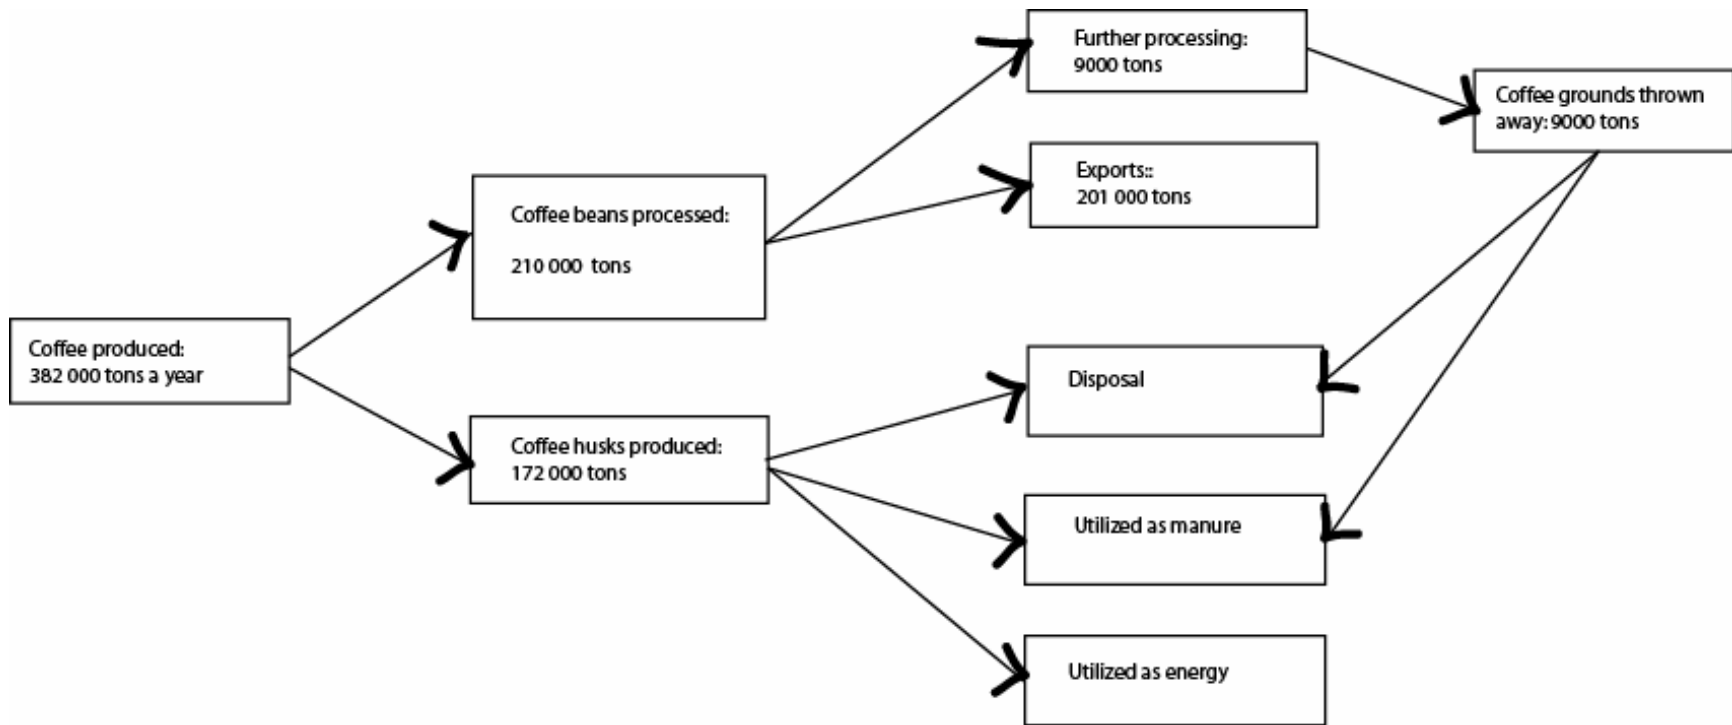 Further processing:
9000 tons
Coffee grounds thrown
away: 9000 tons
Exports::
201 000 tons
Coffee beans processed:
210 000 tons
Coffee produced:
382 000 tons a year
Disposal
Coffee husks produced:
172 000 tons
Utilized as manure
Utilized as energy